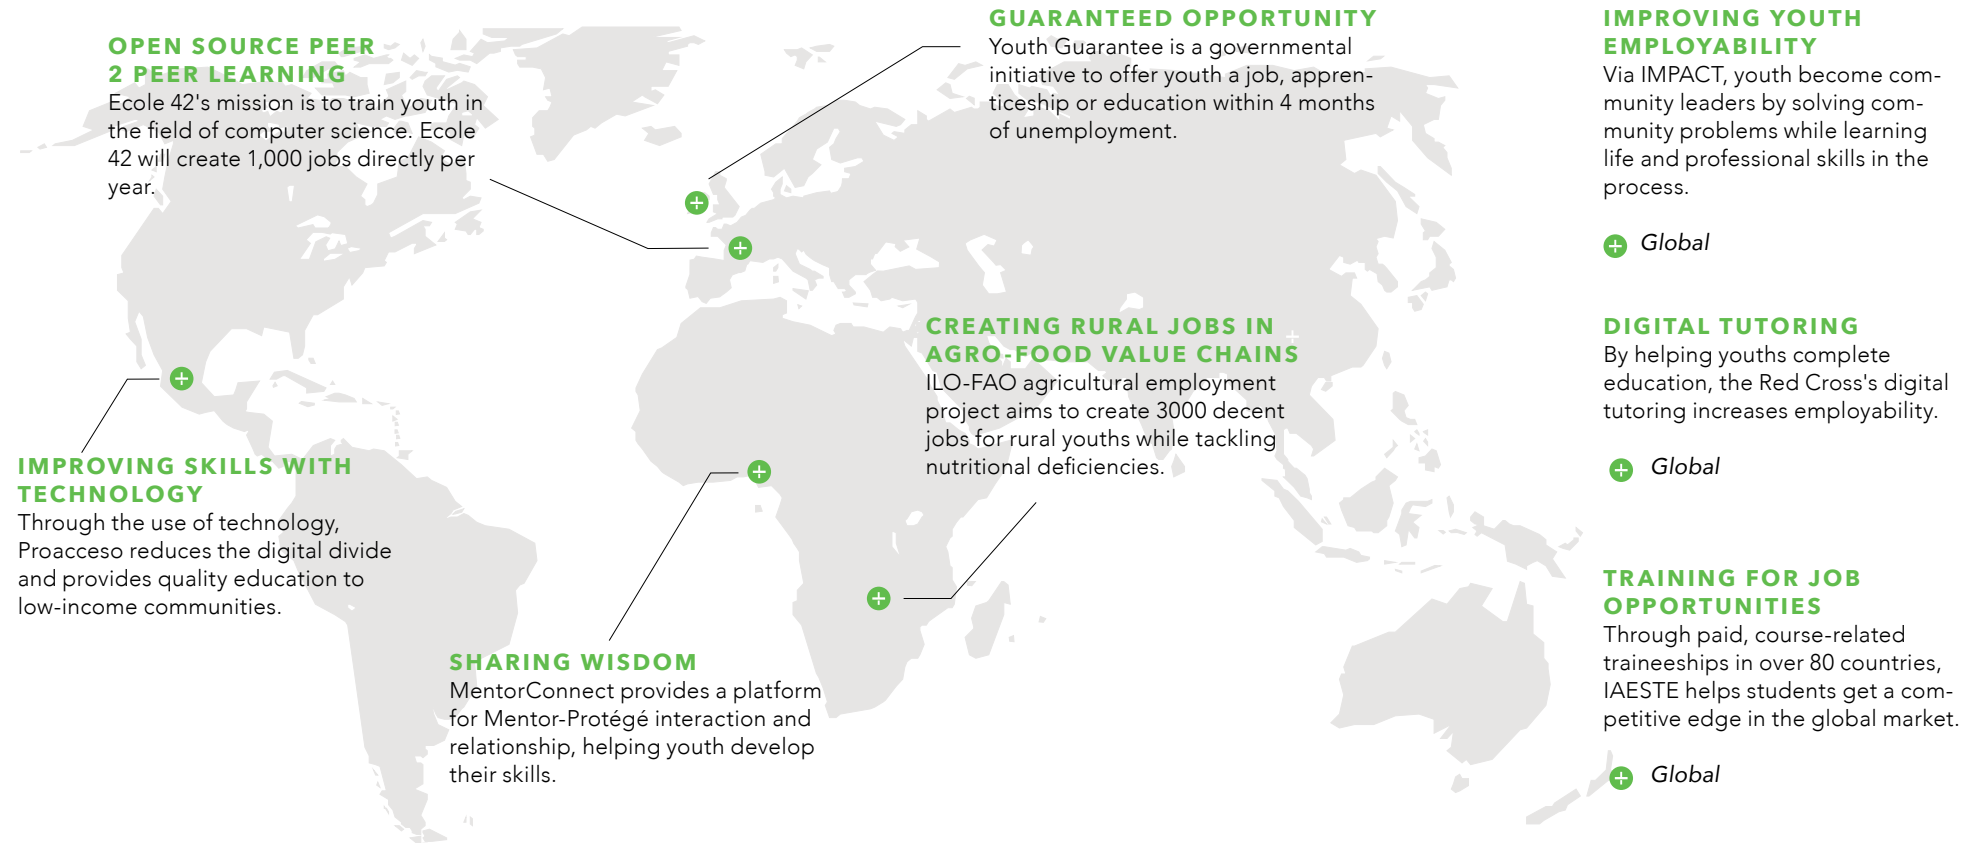 OPEN SOURCE PEER
2 PEER LEARNING
Ecole 42's mission is to train youth in
the field of computer science. Ecole
42 will create 1,000 jobs directly per
year.
GUARANTEED OPPORTUNITY
Youth Guarantee is a governmental
initiative to offer youth a job, appren-
ticeship or education within 4 months
of unemployment.
CREATING RURAL JOBS IN
AGRO-FOOD VALUE CHAINS
ILO-FAO agricultural employment
project aims to create 3000 decent
jobs for rural youths while tackling
nutritional deficiencies.
IMPROVING SKILLS WITH
TECHNOLOGY
Through the use of technology,
Proacceso reduces the digital divide
and provides quality education to
low-income communities.
SHARING WISDOM
MentorConnect provides a platform
for Mentor-Protégé interaction and
relationship, helping youth develop
their skills.
IMPROVING YOUTH
EMPLOYABILITY
Via IMPACT, youth become com-
munity leaders by solving com-
munity problems while learning
life and professional skills in the
process.
Global
DIGITAL TUTORING
By helping youths complete
education, the Red Cross's digital
tutoring increases employability.
Global
TRAINING FOR JOB
OPPORTUNITIES
Through paid, course-related
traineeships in over 80 countries,
IAESTE helps students get a com-
petitive edge in the global market.
Global